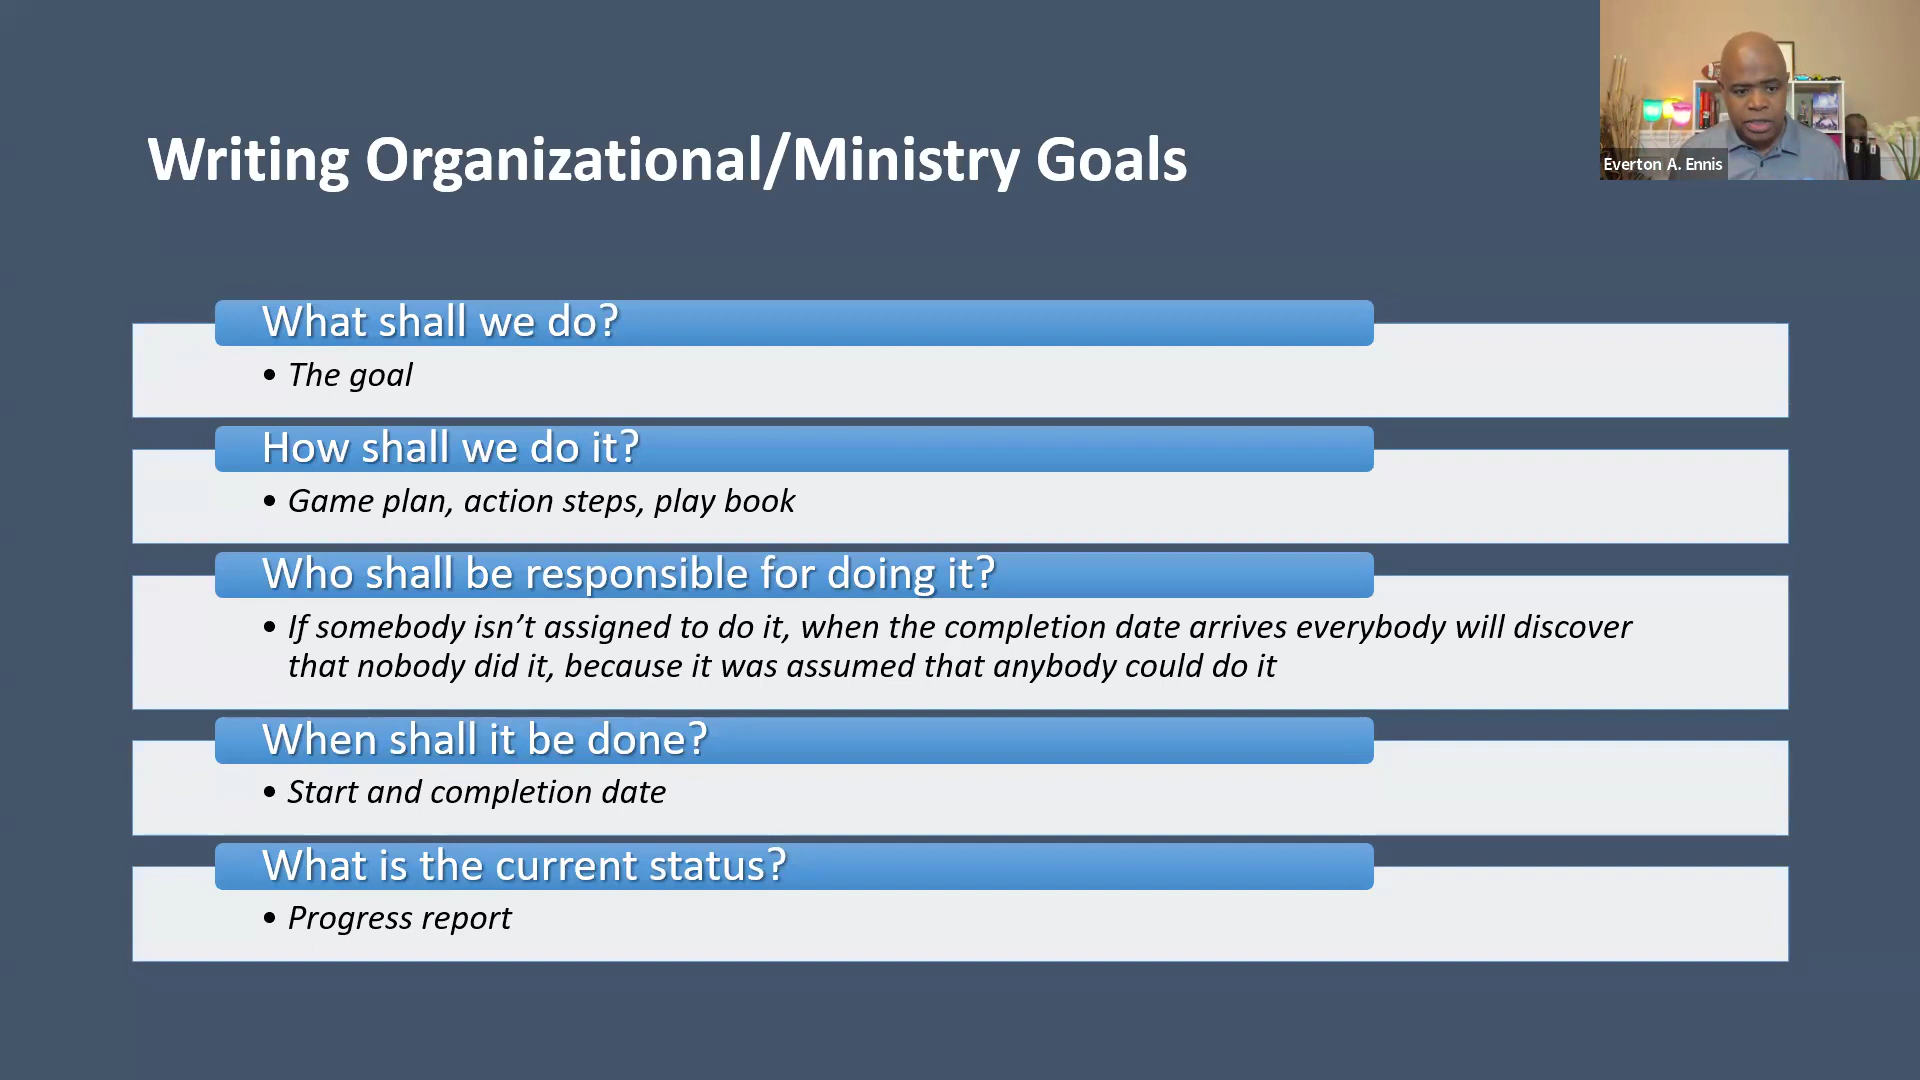 Writing Organizational/Ministry Goals
Everton A. Ennis
What shall we do?
• The goal
How shall we do it?
• Game plan, action steps, play book
Who shall be responsible for doing it?
• If somebody isn’t assigned to do it, when the completion date arrives everybody will discover
that nobody did it, because it was assumed that anybody could do it
When shall it be done?
• Start and completion date
What is the current status?
• Progress report